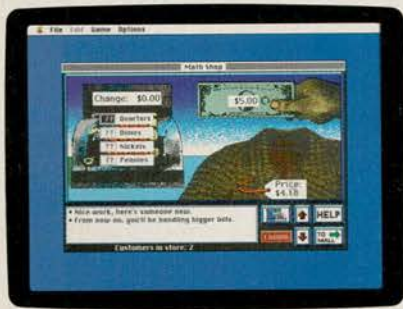 File Edit Game Options
Math Shop
Change: $0.00
$5.00
?? Quarters
?? Dimes
?? Nickels
?? Pennies
Price:
$4.18
• Nice work, here's someone new.
• From now on, you'll be handling bigger bills.
HELP
TO
MALL
Customers in store: 2